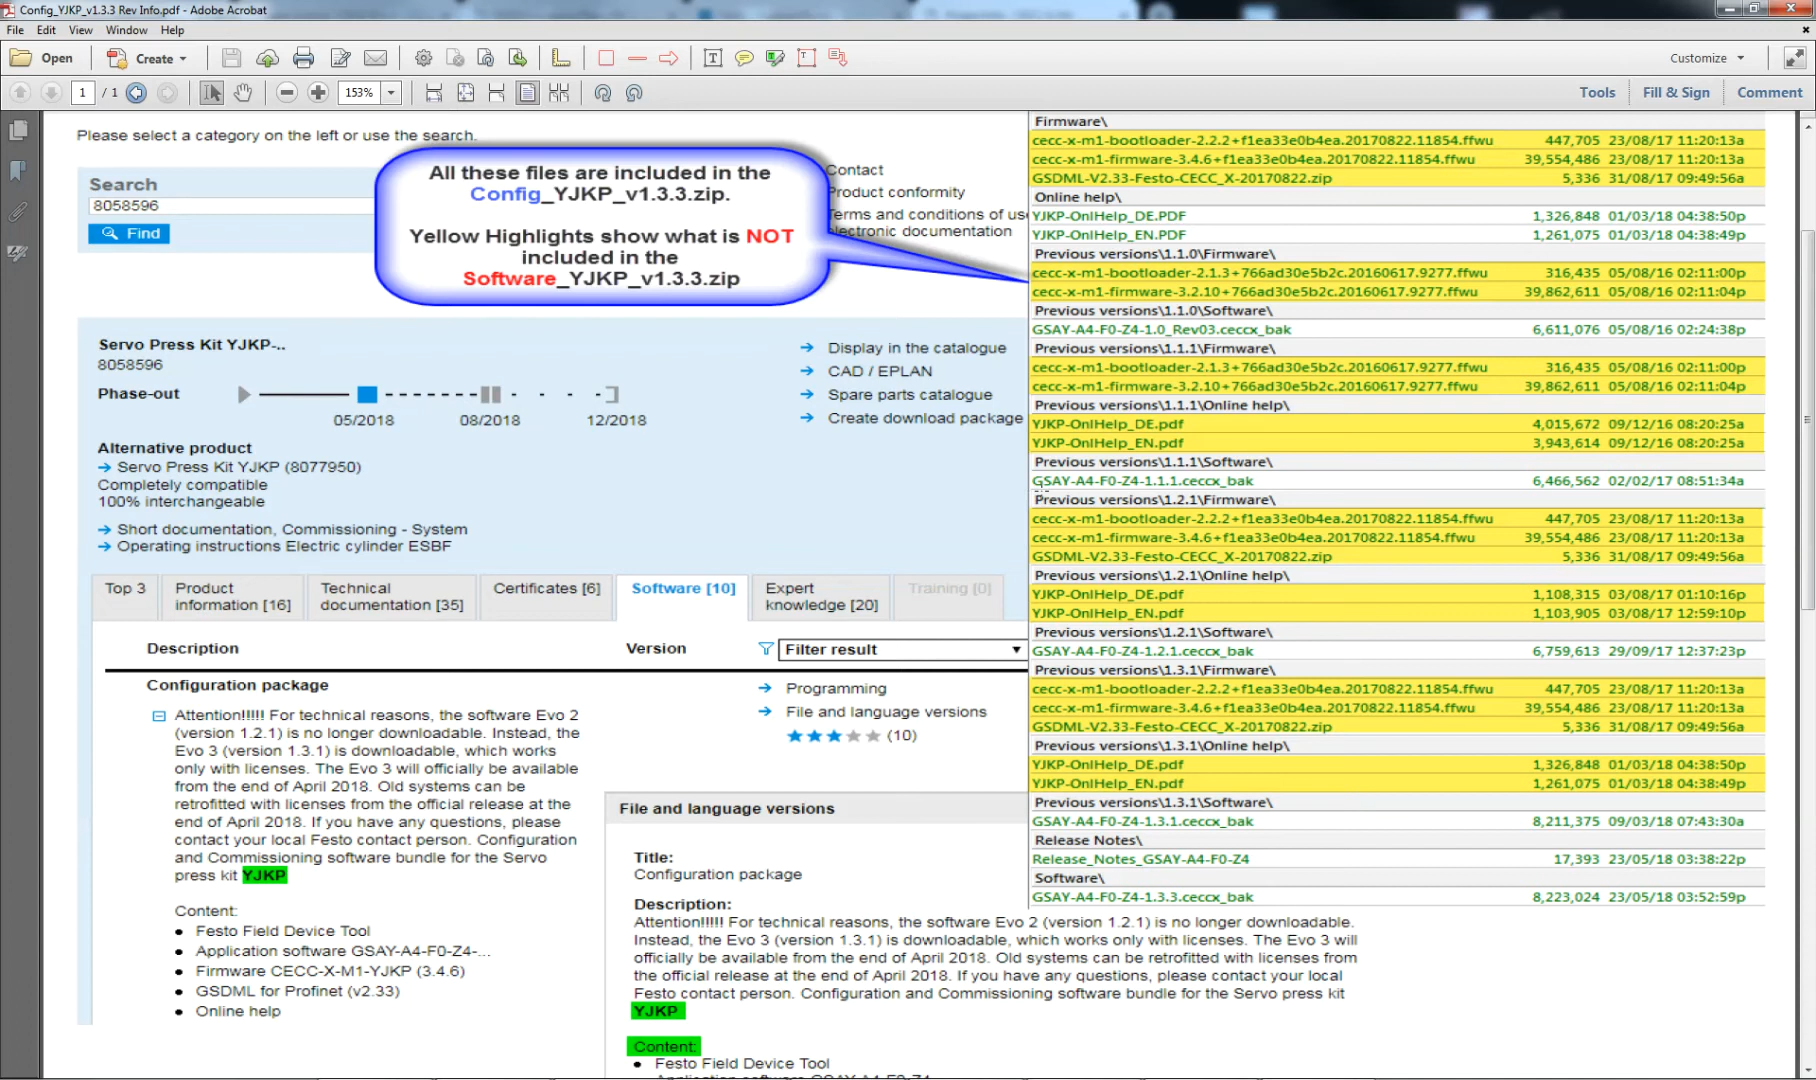 Config_YJKP_v1.3.3 Rev Info.pdf - Adobe Acrobat
File Edit View Window Help
Open Create Customize
1 / 1 153% Tools Fill & Sign Comment
Please select a category on the left or use the search.
Search
8058596
Find
All these files are included in the
Config_YJKP_v1.3.3.zip.
Yellow Highlights show what is NOT
included in the
Software_YJKP_v1.3.3.zip
Contact
Product conformity
Terms and conditions of use
electronic documentation
Servo Press Kit YJKP-..
8058596
Phase-out
05/2018 08/2018 12/2018
Display in the catalogue
CAD / EPLAN
Spare parts catalogue
Create download package
Alternative product
Servo Press Kit YJKP (8077950)
Completely compatible
100% interchangeable
Short documentation, Commissioning - System
Operating instructions Electric cylinder ESBF
Top 3
Product
information [16]
Technical
documentation [35]
Certificates [6]
Software [10]
Expert
knowledge [20]
Training [0]
Description Version Filter result
Configuration package
Attention!!!!! For technical reasons, the software Evo 2
(version 1.2.1) is no longer downloadable. Instead, the
Evo 3 (version 1.3.1) is downloadable, which works
only with licenses. The Evo 3 will officially be available
from the end of April 2018. Old systems can be
retrofitted with licenses from the official release at the
end of April 2018. If you have any questions, please
contact your local Festo contact person. Configuration
and Commissioning software bundle for the Servo
press kit YJKP
Content:
Festo Field Device Tool
Application software GSAY-A4-F0-Z4-...
Firmware CECC-X-M1-YJKP (3.4.6)
GSDML for Profinet (v2.33)
Online help
Programming
File and language versions
(10)
File and language versions
Title:
Configuration package
Description:
Attention!!!!! For technical reasons, the software Evo 2 (version 1.2.1) is no longer downloadable.
Instead, the Evo 3 (version 1.3.1) is downloadable, which works only with licenses. The Evo 3 will
officially be available from the end of April 2018. Old systems can be retrofitted with licenses from
the official release at the end of April 2018. If you have any questions, please contact your local
Festo contact person. Configuration and Commissioning software bundle for the Servo press kit
YJKP
Content:
Festo Field Device Tool
Application software GSAY-A4-F0-Z4
Firmware\
cecc-x-m1-bootloader-2.2.2+f1ea33e0b4ea.20170822.11854.ffwu 447,705 23/08/17 11:20:13a
cecc-x-m1-firmware-3.4.6+f1ea33e0b4ea.20170822.11854.ffwu 39,554,486 23/08/17 11:20:13a
GSDML-V2.33-Festo-CECC_X-20170822.zip 5,336 31/08/17 09:49:56a
Online help\
YJKP-OnlHelp_DE.PDF 1,326,848 01/03/18 04:38:50p
YJKP-OnlHelp_EN.PDF 1,261,075 01/03/18 04:38:49p
Previous versions\1.1.0\Firmware\
cecc-x-m1-bootloader-2.1.3+766ad30e5b2c.20160617.9277.ffwu 316,435 05/08/16 02:11:00p
cecc-x-m1-firmware-3.2.10+766ad30e5b2c.20160617.9277.ffwu 39,862,611 05/08/16 02:11:04p
Previous versions\1.1.0\Software\
GSAY-A4-F0-Z4-1.0_Rev03.ceccx_bak 6,611,076 05/08/16 02:24:38p
Previous versions\1.1.1\Firmware\
cecc-x-m1-bootloader-2.1.3+766ad30e5b2c.20160617.9277.ffwu 316,435 05/08/16 02:11:00p
cecc-x-m1-firmware-3.2.10+766ad30e5b2c.20160617.9277.ffwu 39,862,611 05/08/16 02:11:04p
Previous versions\1.1.1\Online help\
YJKP-OnlHelp_DE.pdf 4,015,672 09/12/16 08:20:25a
YJKP-OnlHelp_EN.pdf 3,943,614 09/12/16 08:20:25a
Previous versions\1.1.1\Software\
GSAY-A4-F0-Z4-1.1.1.ceccx_bak 6,466,562 02/02/17 08:51:34a
Previous versions\1.2.1\Firmware\
cecc-x-m1-bootloader-2.2.2+f1ea33e0b4ea.20170822.11854.ffwu 447,705 23/08/17 11:20:13a
cecc-x-m1-firmware-3.4.6+f1ea33e0b4ea.20170822.11854.ffwu 39,554,486 23/08/17 11:20:13a
GSDML-V2.33-Festo-CECC_X-20170822.zip 5,336 31/08/17 09:49:56a
Previous versions\1.2.1\Online help\
YJKP-OnlHelp_DE.pdf 1,108,315 03/08/17 01:10:16p
YJKP-OnlHelp_EN.pdf 1,103,905 03/08/17 12:59:10p
Previous versions\1.2.1\Software\
GSAY-A4-F0-Z4-1.2.1.ceccx_bak 6,759,613 29/09/17 12:37:23p
Previous versions\1.3.1\Firmware\
cecc-x-m1-bootloader-2.2.2+f1ea33e0b4ea.20170822.11854.ffwu 447,705 23/08/17 11:20:13a
cecc-x-m1-firmware-3.4.6+f1ea33e0b4ea.20170822.11854.ffwu 39,554,486 23/08/17 11:20:13a
GSDML-V2.33-Festo-CECC_X-20170822.zip 5,336 31/08/17 09:49:56a
Previous versions\1.3.1\Online help\
YJKP-OnlHelp_DE.pdf 1,326,848 01/03/18 04:38:50p
YJKP-OnlHelp_EN.pdf 1,261,075 01/03/18 04:38:49p
Previous versions\1.3.1\Software\
GSAY-A4-F0-Z4-1.3.1.ceccx_bak 8,211,375 09/03/18 07:43:30a
Release Notes\
Release_Notes_GSAY-A4-F0-Z4 17,393 23/05/18 03:38:22p
Software\
GSAY-A4-F0-Z4-1.3.3.ceccx_bak 8,223,024 23/05/18 03:52:59p